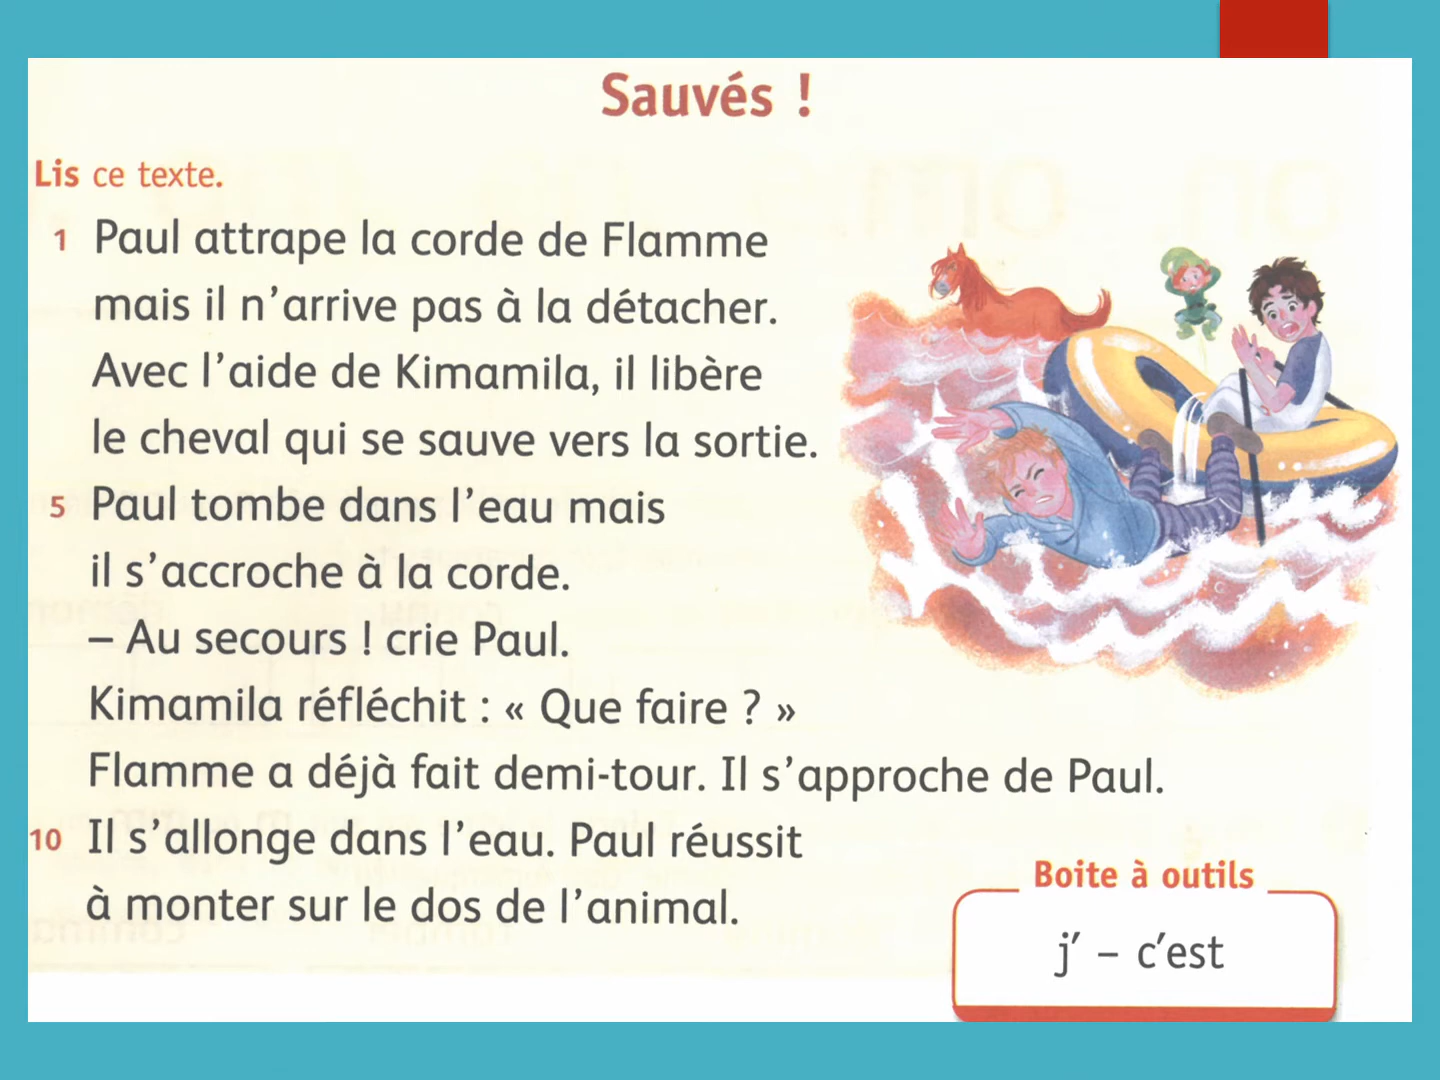 Sauvés !
Lis ce texte.
1 Paul attrape la corde de Flamme
mais il n'arrive pas à la détacher.
Avec l'aide de Kimamila, il libère
le cheval qui se sauve vers la sortie.
5 Paul tombe dans l'eau mais
il s'accroche à la corde.
– Au secours ! crie Paul.
Kimamila réfléchit : « Que faire ? »
Flamme a déjà fait demi-tour. Il s'approche de Paul.
10 Il s'allonge dans l'eau. Paul réussit
à monter sur le dos de l'animal.
Boite à outils
j' – c'est